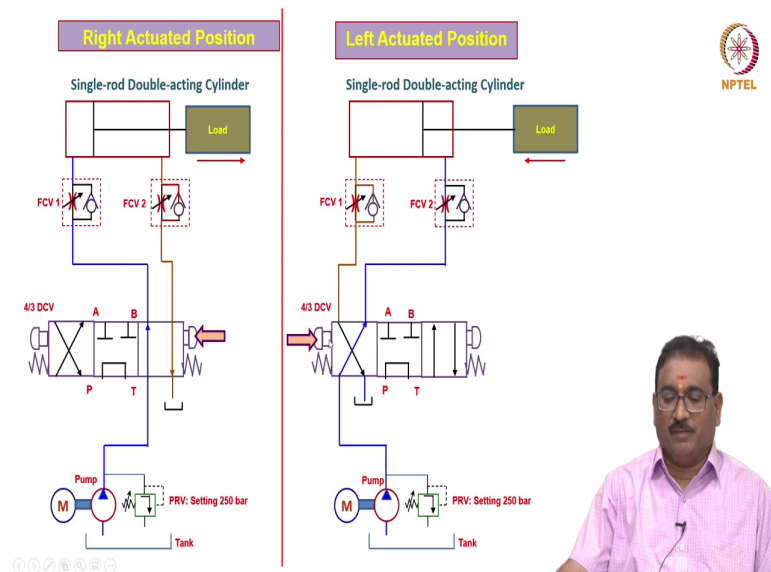 Right Actuated Position
Single-rod Double-acting Cylinder
Load
FCV 1
FCV 2
4/3 DCV
A
B
P
T
Pump
M
PRV: Setting 250 bar
Tank
Left Actuated Position
Single-rod Double-acting Cylinder
Load
FCV 1
FCV 2
4/3 DCV
A
B
P
T
Pump
M
PRV: Setting 250 bar
Tank
NPTEL